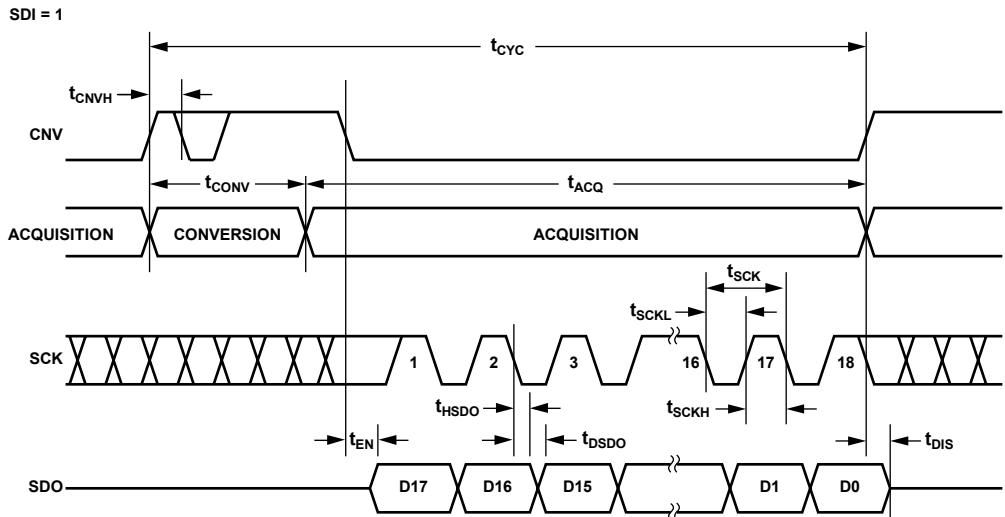 SDI = 1
tCYC
tCNVH
CNV
tCONV
tACQ
ACQUISITION
CONVERSION
ACQUISITION
tSCK
tSCKL
SCK
1
2
3
16
17
18
tHSDO
tSCKH
tEN
tDSDO
tDIS
SDO
D17
D16
D15
D1
D0